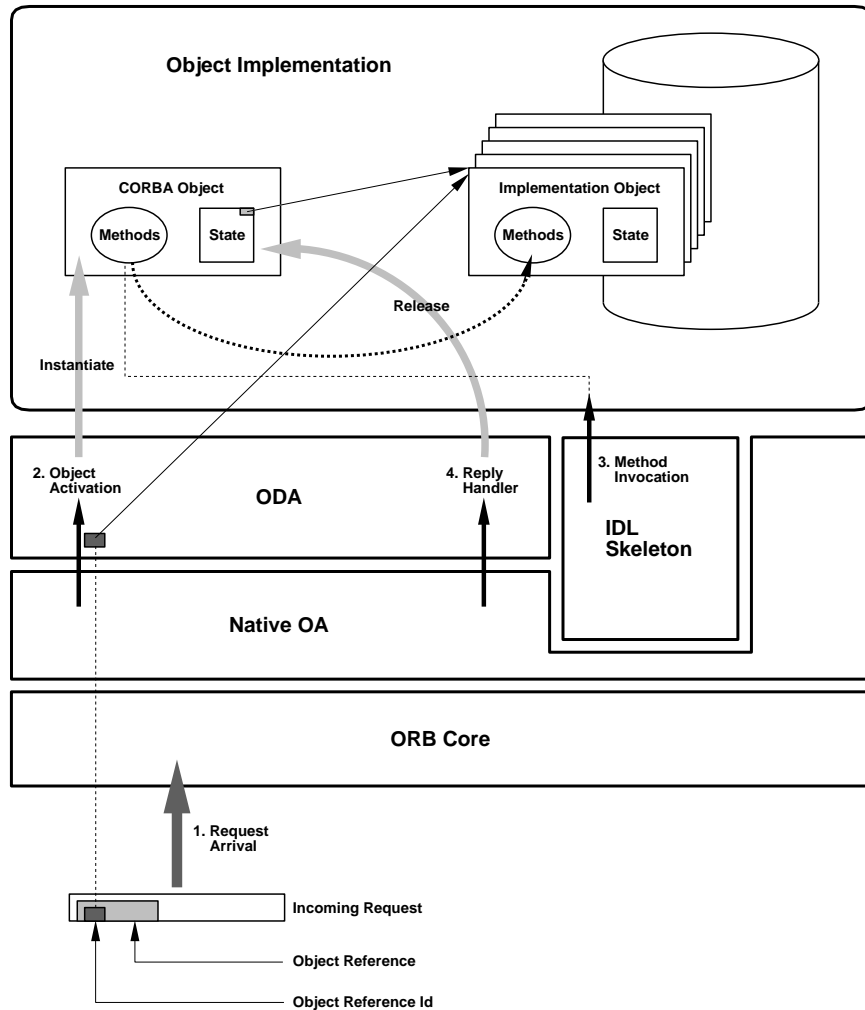 Object Implementation
CORBA Object
Implementation Object
Methods
State
Methods
State
Release
Instantiate
2. Object
Activation
4. Reply
Handler
3. Method
Invocation
ODA
IDL
Skeleton
Native OA
ORB Core
1. Request
Arrival
Incoming Request
Object Reference
Object Reference Id